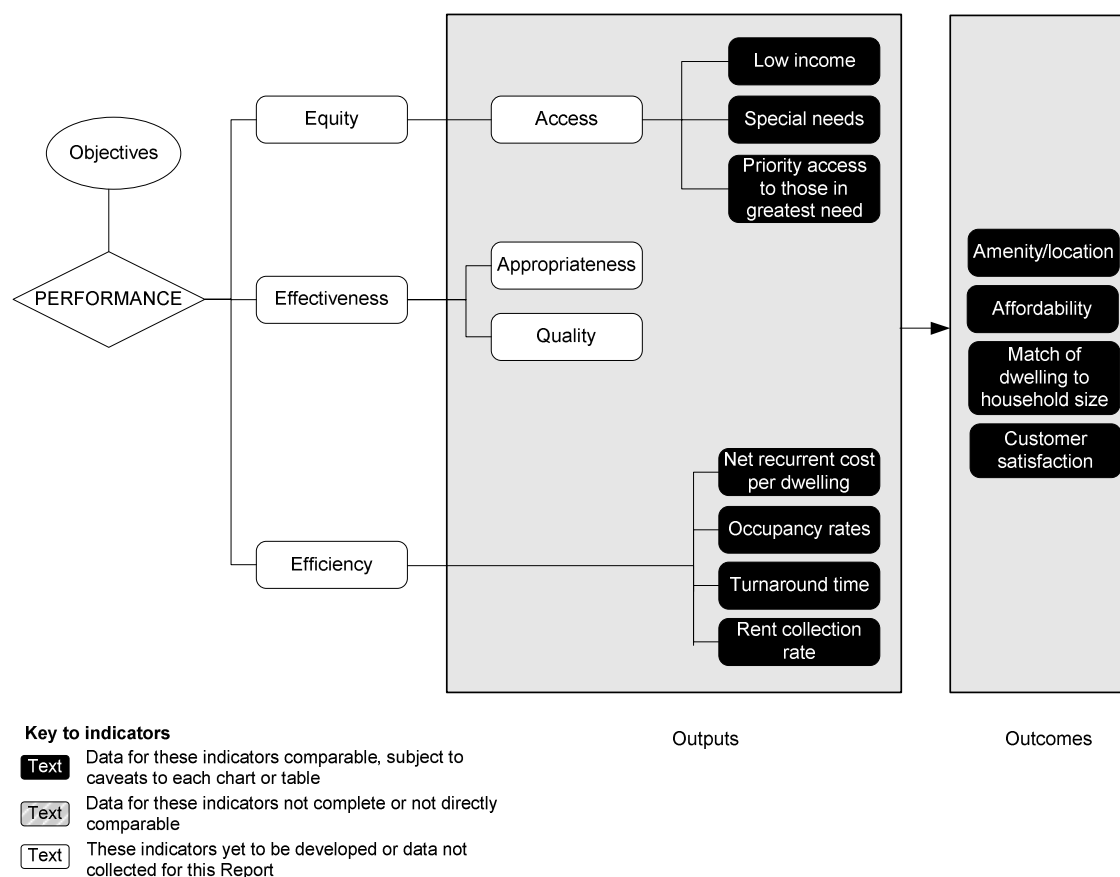 Objectives
PERFORMANCE
Equity
Access
Low income
Special needs
Priority access
to those in
greatest need
Effectiveness
Appropriateness
Quality
Efficiency
Net recurrent cost
per dwelling
Occupancy rates
Turnaround time
Rent collection
rate
Amenity/location
Affordability
Match of
dwelling to
household size
Customer
satisfaction
Outputs
Outcomes
Key to indicators
Text
Data for these indicators comparable, subject to
caveats to each chart or table
Text
Data for these indicators not complete or not directly
comparable
Text
These indicators yet to be developed or data not
collected for this Report